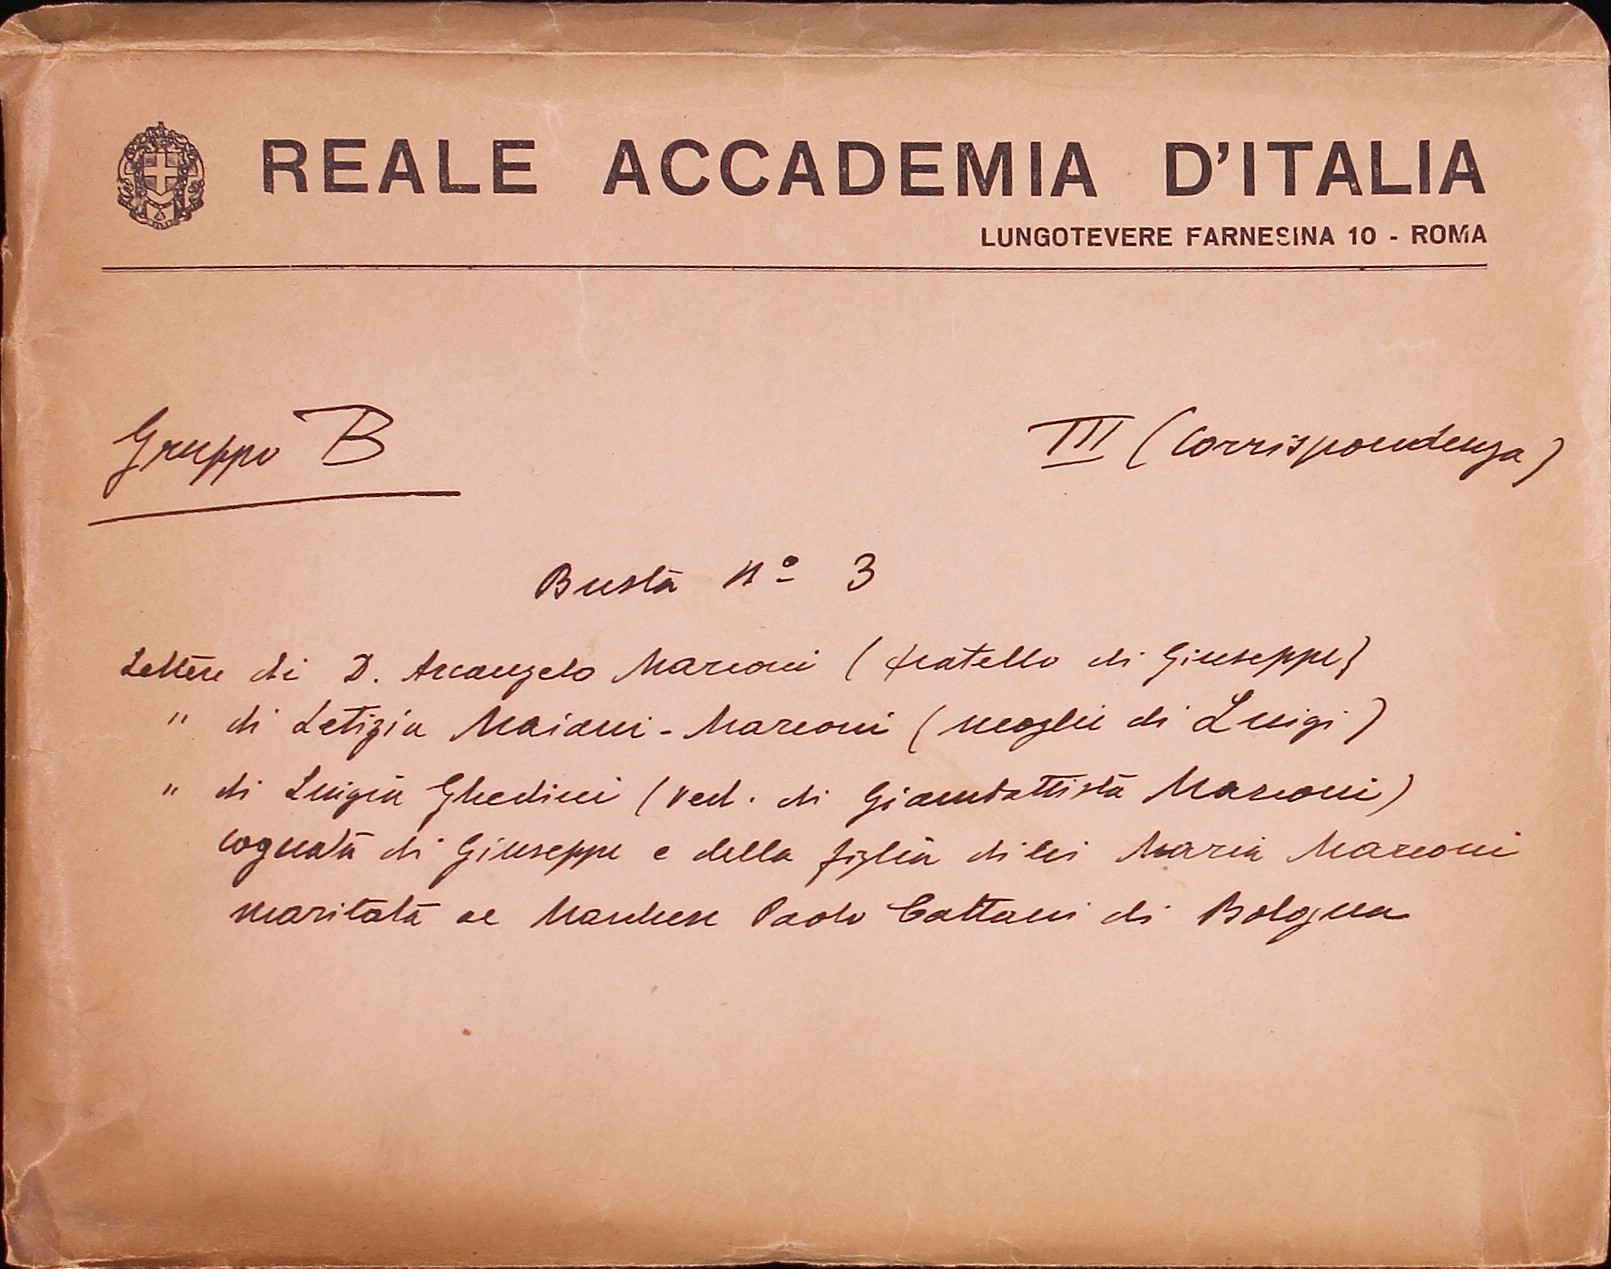 REALE ACCADEMIA D'ITALIA
LUNGOTEVERE FARNESINA 10 - ROMA
Gruppo B
III (Corrispondenza)
Busta Nº 3
Lettere di D. Arcangelo Marconi (fratello di Giuseppe)
" di Letizia Maiani - Marconi (moglie di Luigi)
" di Luigia Ghedini (ved. di Giambattista Marconi)
cognata di Giuseppe e della figlia di lei Maria Marconi
maritata al Marchese Paolo Cattani di Bologna